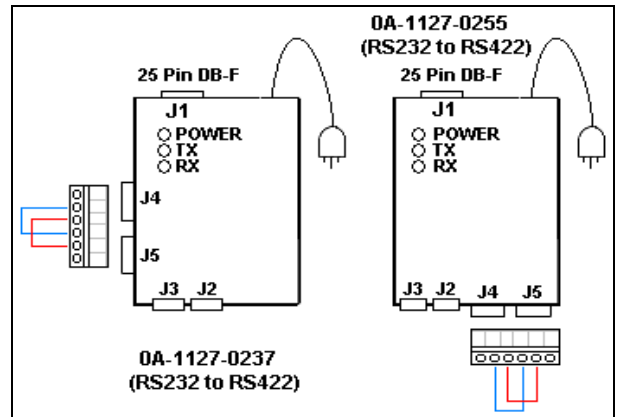 0A-1127-0255
(RS232 to RS422)
25 Pin DB-F
25 Pin DB-F
J1
POWER
TX
RX
J4
J5
J3 J2
0A-1127-0237
(RS232 to RS422)
J1
POWER
TX
RX
J3 J2 J4 J5